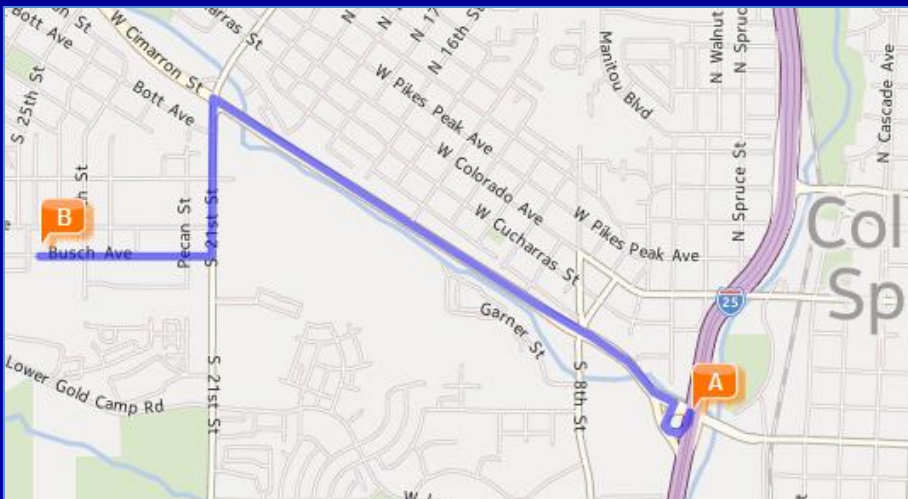 Bott Ave
S 25th St
W Cimarron St
Bott Ave
N 17
N 16th St
W Pikes Peak Ave
W Colorado Ave
W Cucharras St
W Pikes Peak Ave
Manitou Blvd
N Walnut
N Spruc
N Spruce St
N Cascade Ave
B
Busch Ave
Pecan St
S 21st St
Col
Sp
25
Garner St
S 8th St
A
Lower Gold Camp Rd
S 21st St